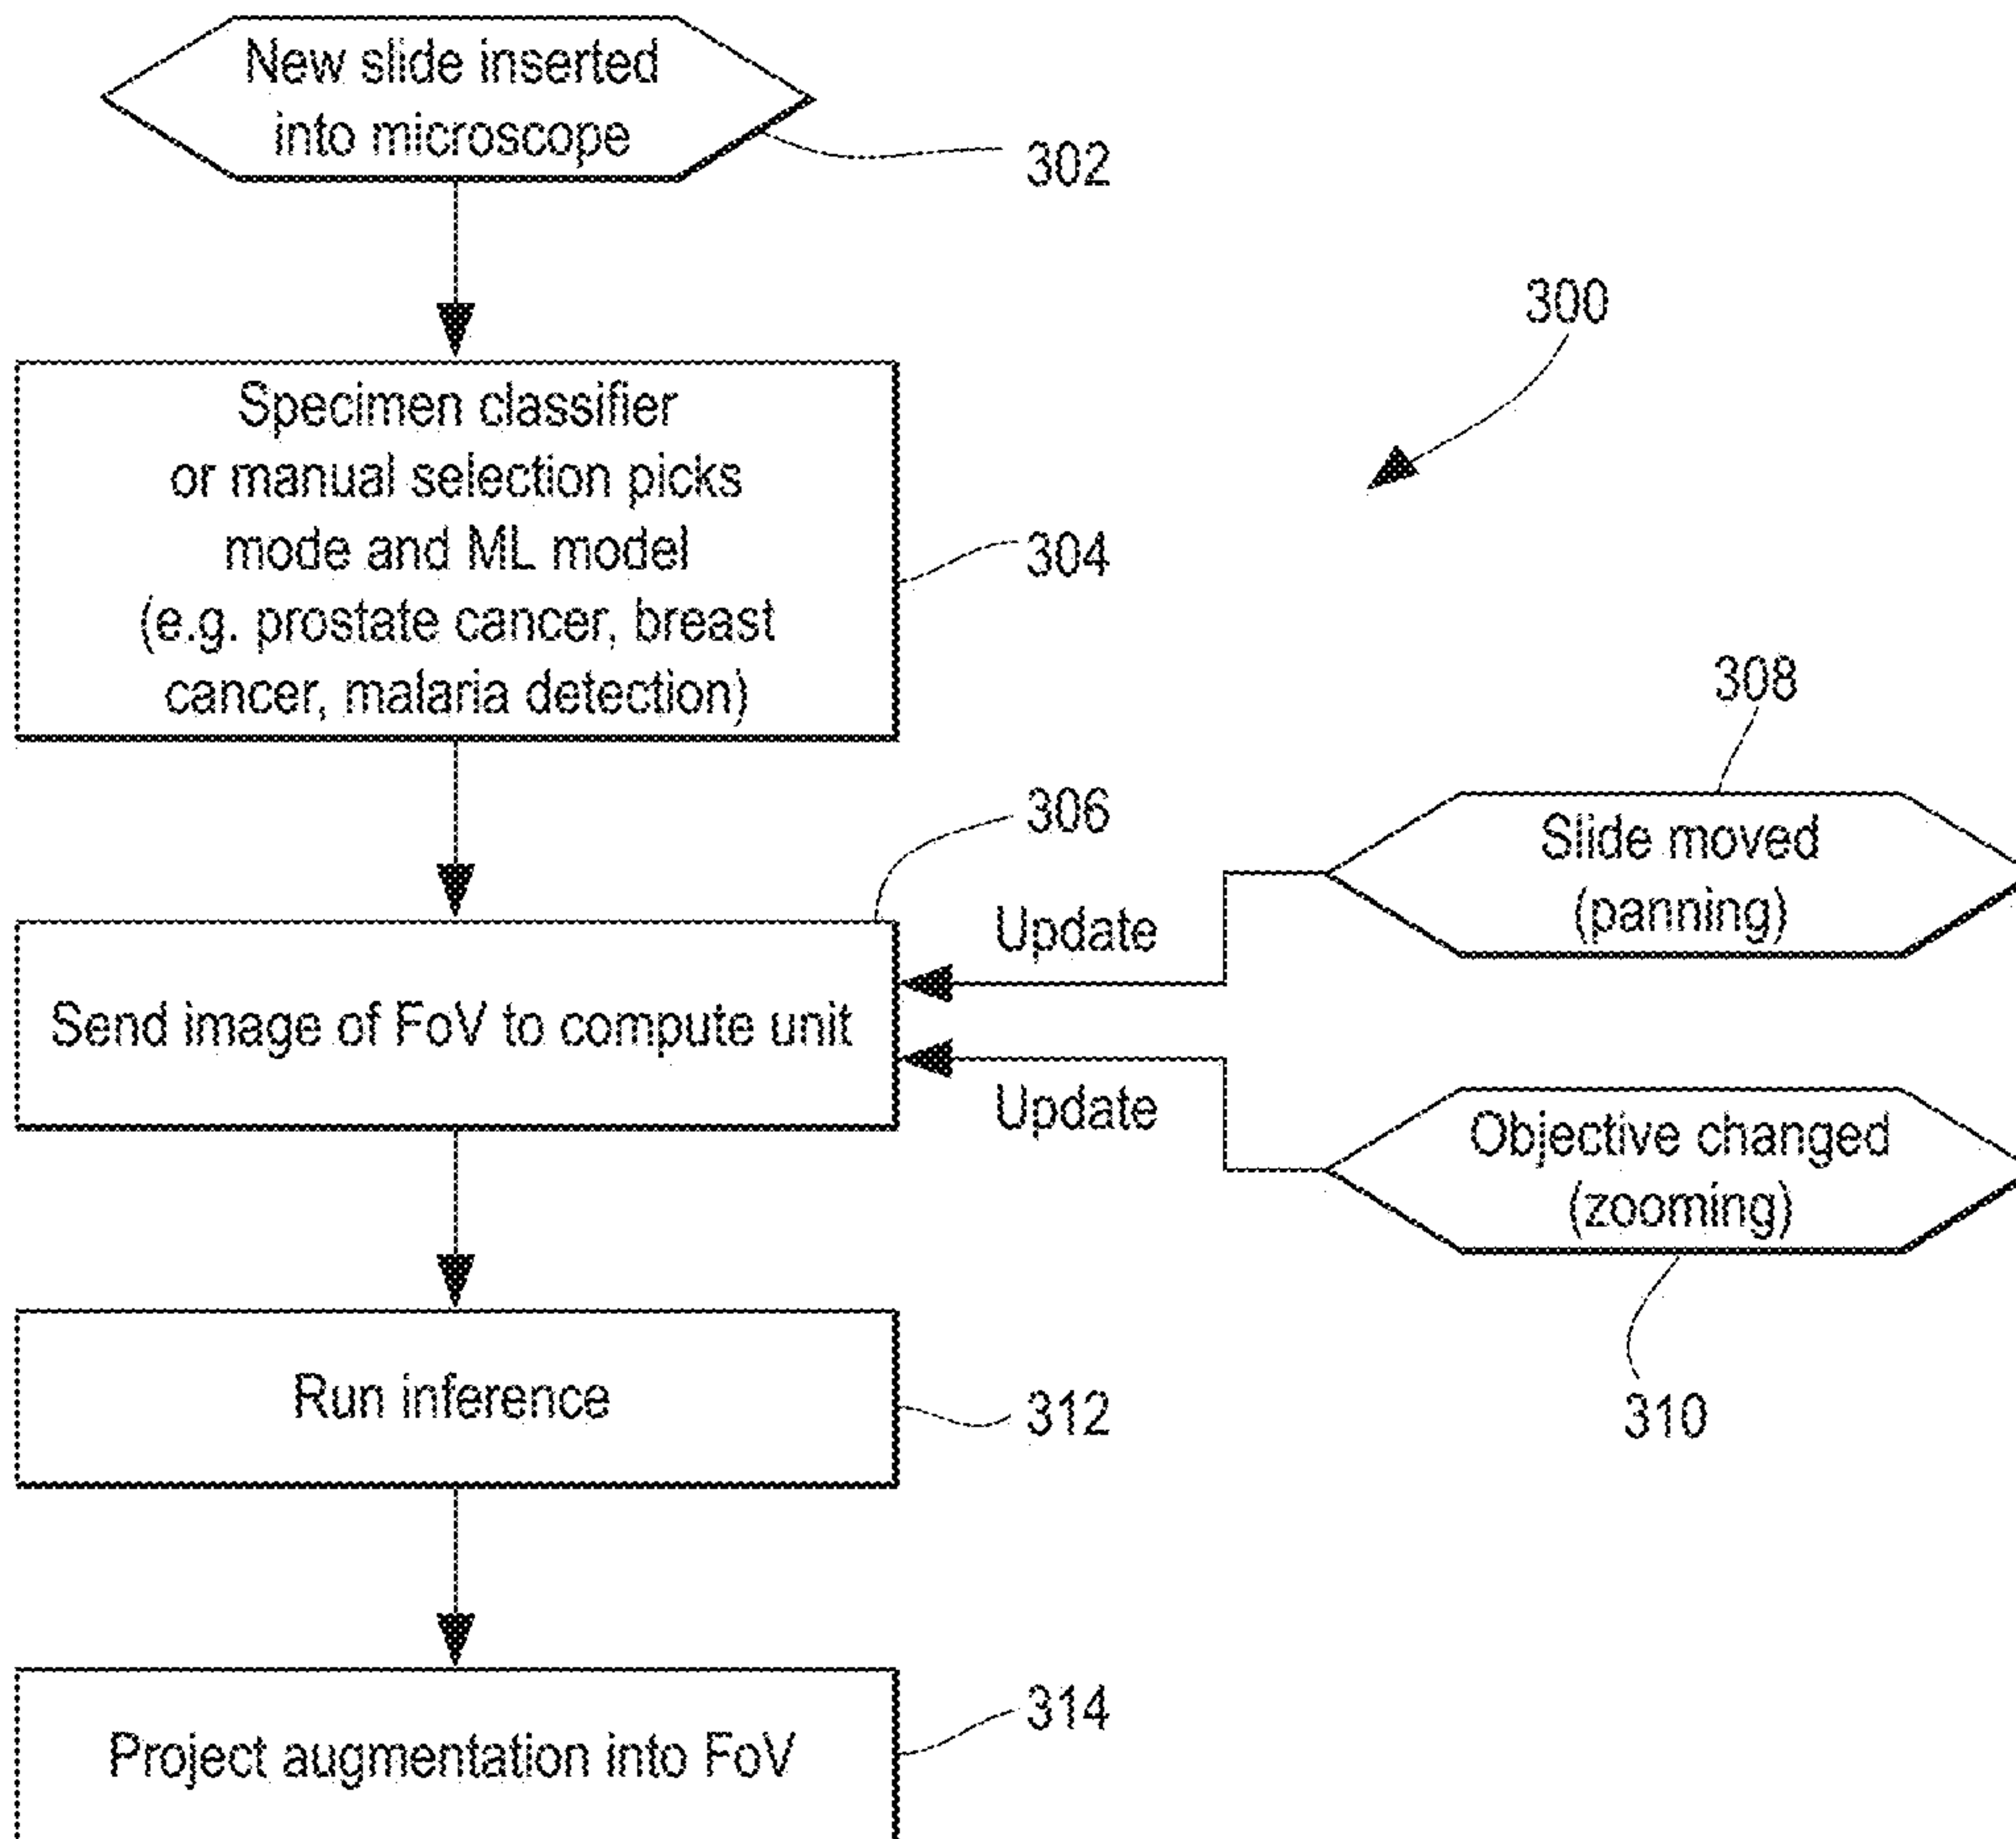 New slide inserted
into microscope
302
300
Specimen classifier
or manual selection picks
mode and ML model
(e.g. prostate cancer, breast
cancer, malaria detection)
304
308
306
Slide moved
(panning)
Update
Send image of FoV to compute unit
Update
Objective changed
(zooming)
310
Run inference
312
314
Project augmentation into FoV